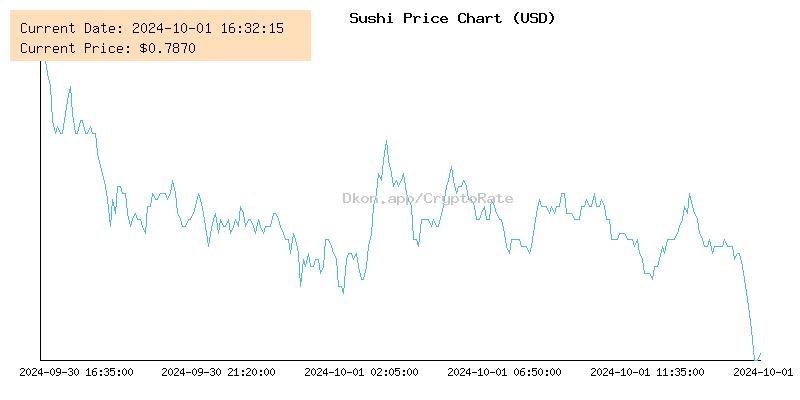 Sushi Price Chart (USD)
Current Date: 2024-10-01 16:32:15
Current Price: $0.7870
Dkon.app/CryptoRate
2024-09-30 16:35:00 2024-09-30 21:20:00 2024-10-01 02:05:00 2024-10-01 06:50:00 2024-10-01 11:35:00 2024-10-01